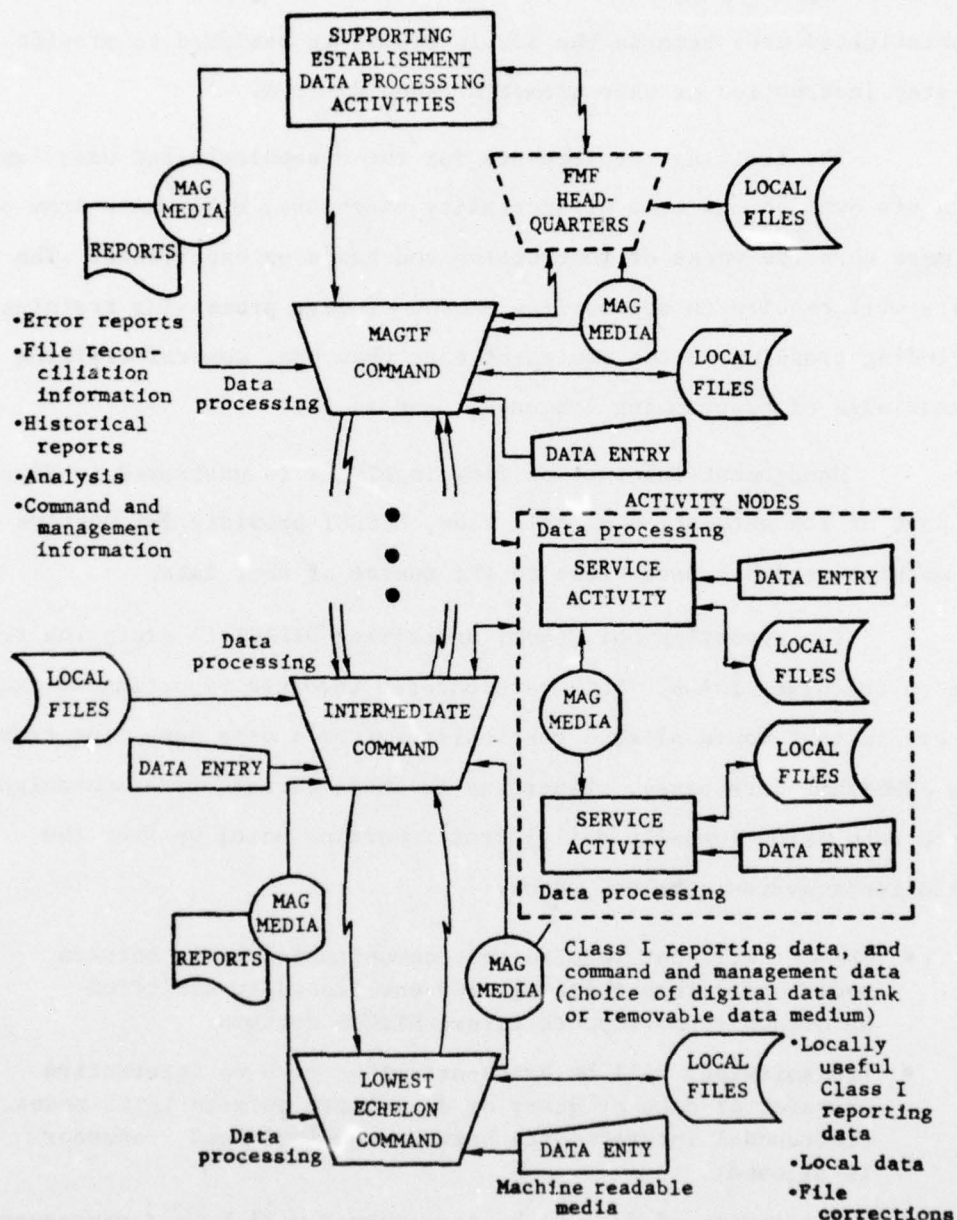 SUPPORTING
ESTABLISHMENT
DATA PROCESSING
ACTIVITIES
MAG
MEDIA
REPORTS
FMF
HEAD-
QUARTERS
LOCAL
FILES
MAG
MEDIA
•Error reports
•File recon-
ciliation
information
•Historical
reports
•Analysis
•Command and
management
information
Data
processing
MAGTF
COMMAND
LOCAL
FILES
DATA ENTRY
ACTIVITY NODES
Data processing
SERVICE
ACTIVITY
DATA ENTRY
LOCAL
FILES
MAG
MEDIA
LOCAL
FILES
SERVICE
ACTIVITY
DATA ENTRY
Data processing
Data
processing
LOCAL
FILES
INTERMEDIATE
COMMAND
DATA ENTRY
MAG
MEDIA
REPORTS
MAG
MEDIA
Class I reporting data, and
command and management data
(choice of digital data link
or removable data medium)
LOWEST
ECHELON
COMMAND
Data
processing
LOCAL
FILES
DATA ENTY
Machine readable
media
•Locally
useful
Class I
reporting
data
•Local data
•File
corrections